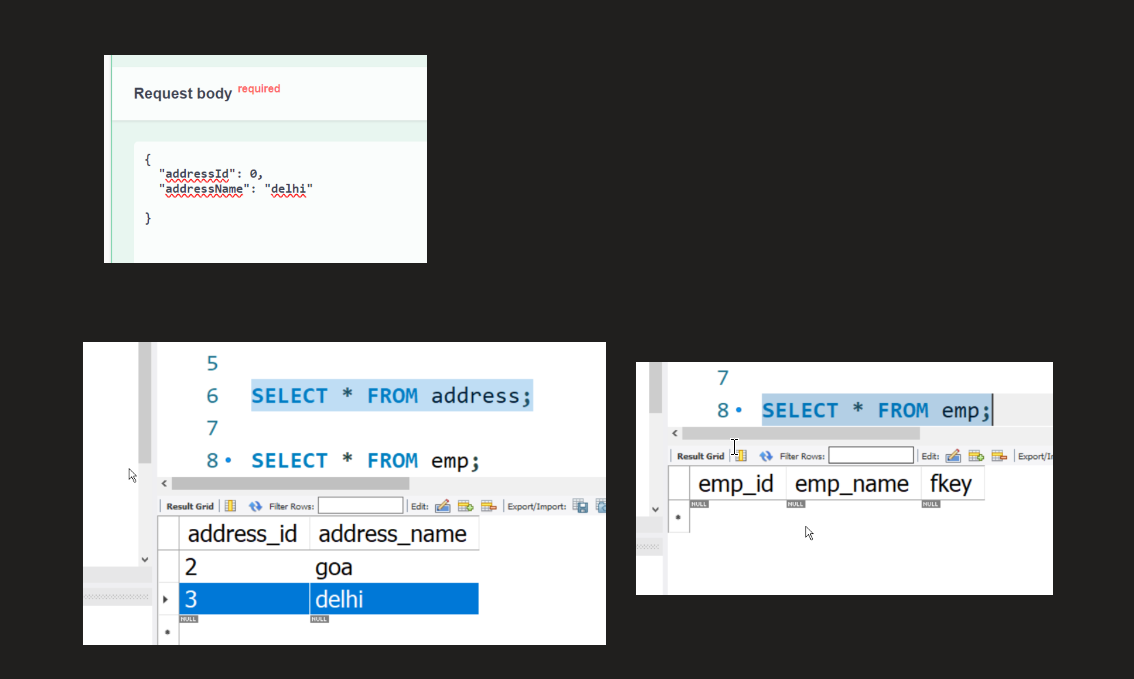 Request body required
{
"addressId": 0,
"addressName": "delhi"
}
5
6 SELECT * FROM address;
7
8 SELECT * FROM emp;
Result Grid Filter Rows: Edit: Export/Import:
address_id address_name
2 goa
3 delhi
NULL NULL
7
8 SELECT * FROM emp;
Result Grid Filter Rows: Edit: Export/Im
emp_id emp_name fkey
NULL NULL NULL